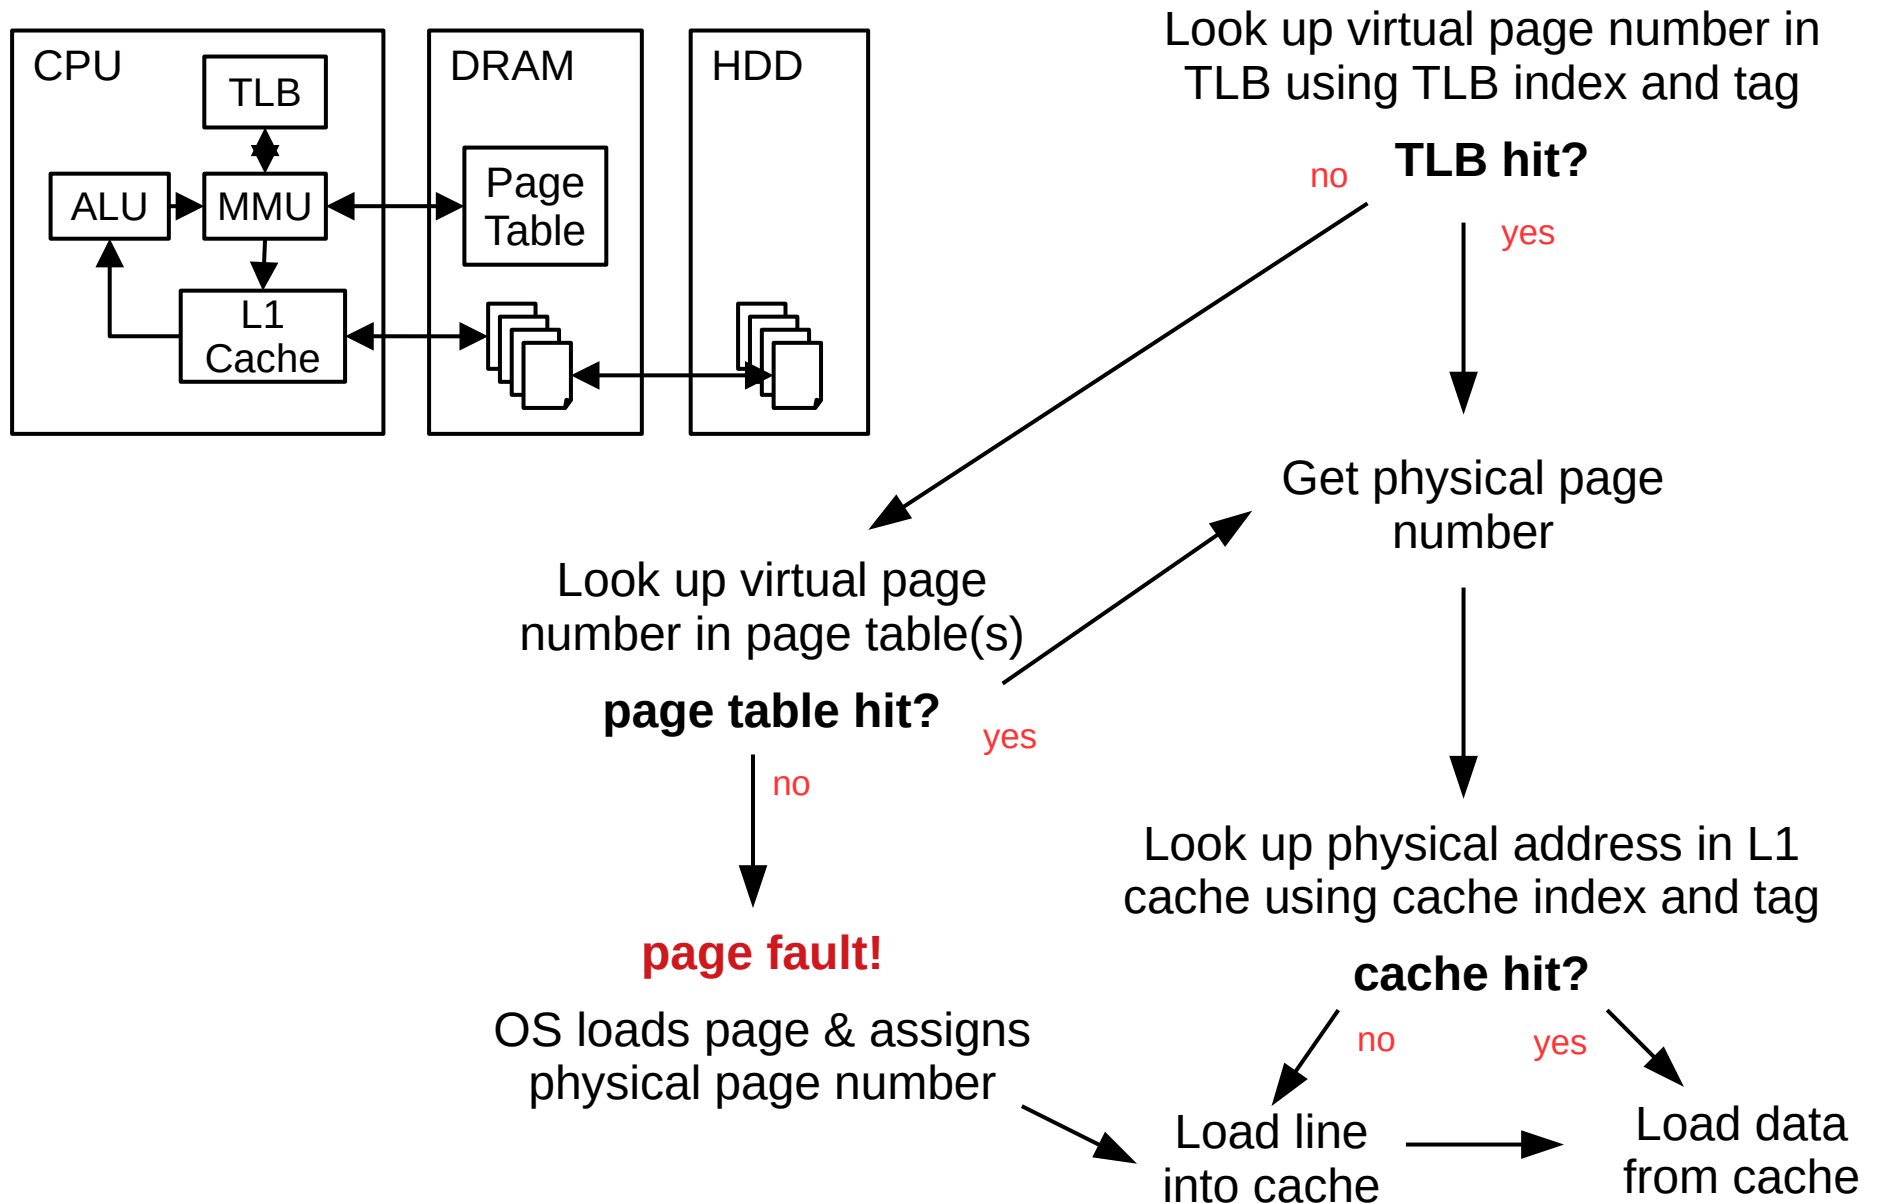 CPU
TLB
ALU
MMU
L1
Cache
DRAM
Page
Table
HDD
Look up virtual page number in
TLB using TLB index and tag
TLB hit?
no
yes
Get physical page
number
Look up virtual page
number in page table(s)
page table hit?
yes
no
page fault!
OS loads page & assigns
physical page number
Look up physical address in L1
cache using cache index and tag
cache hit?
no
yes
Load line
into cache
Load data
from cache